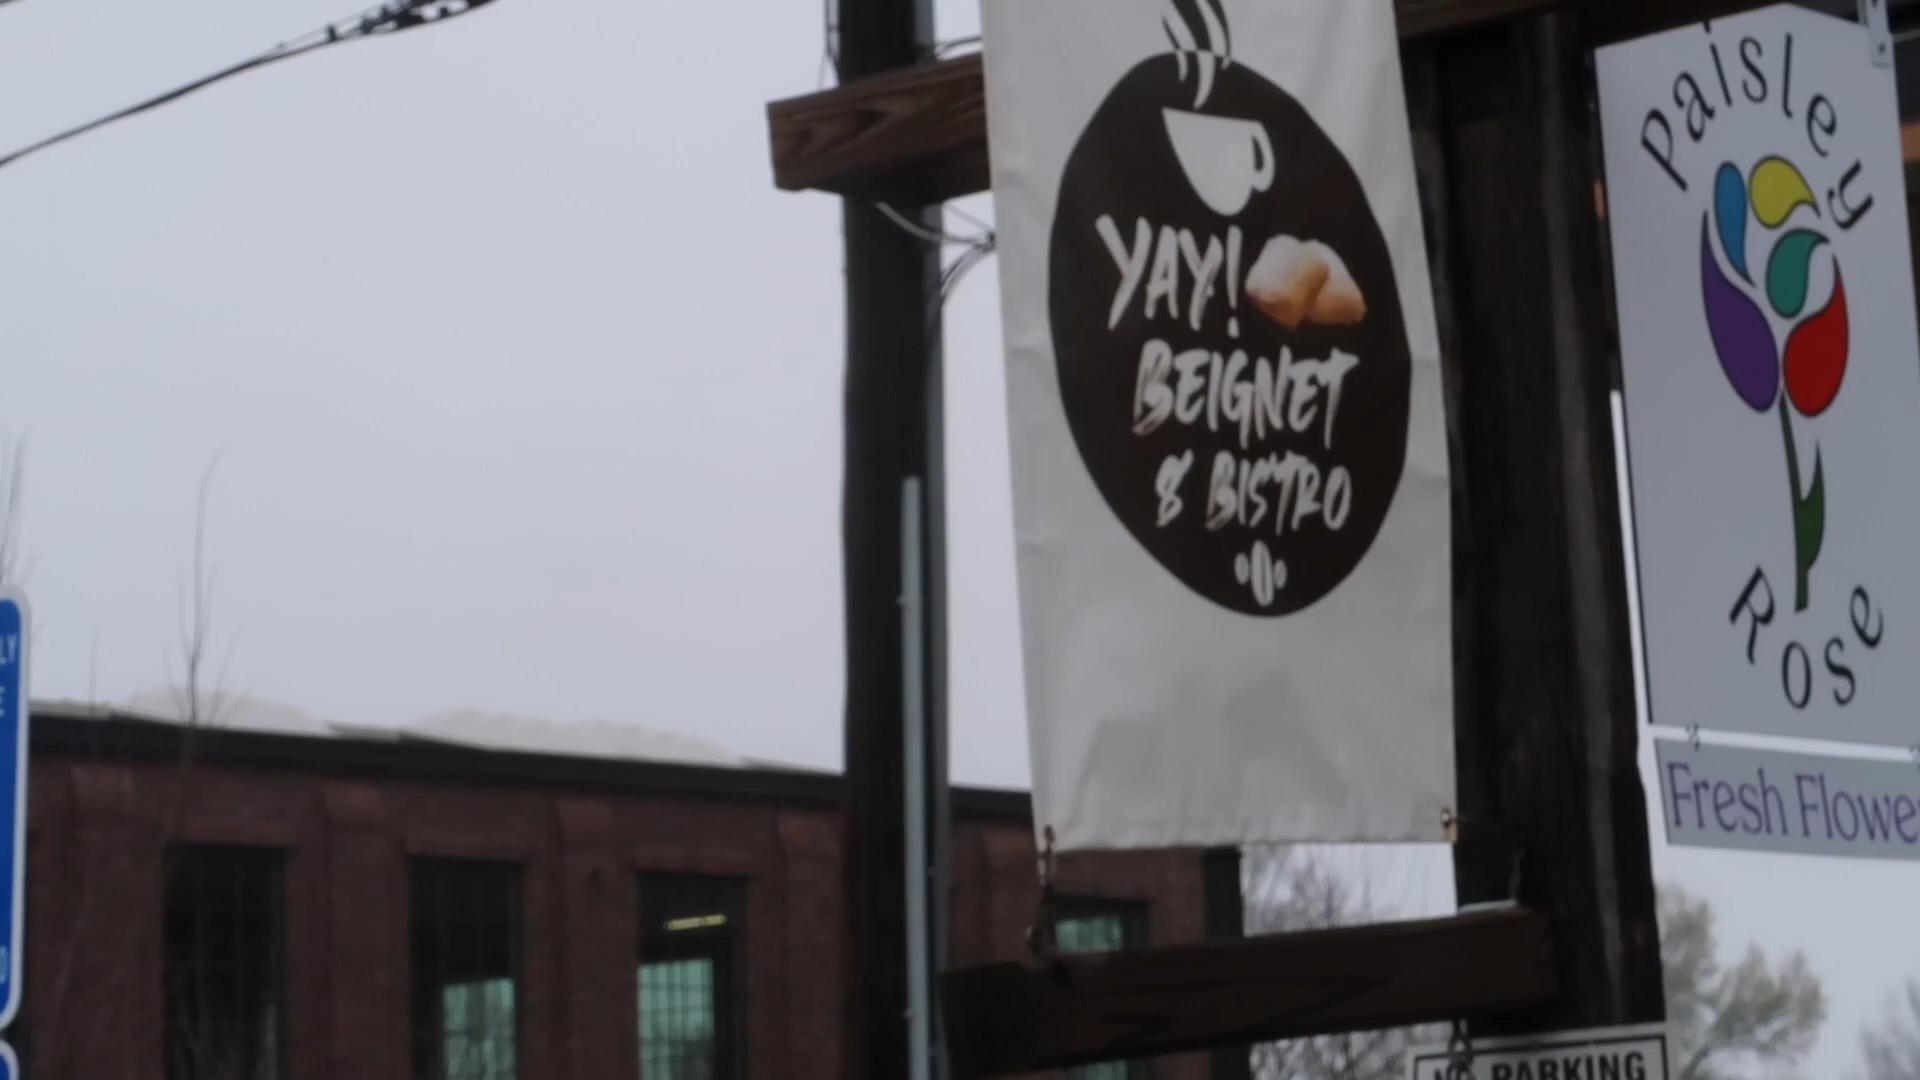 YAY!
BEIGNET
& BISTRO
Paisley
Rose
Fresh Flowe
PARKING